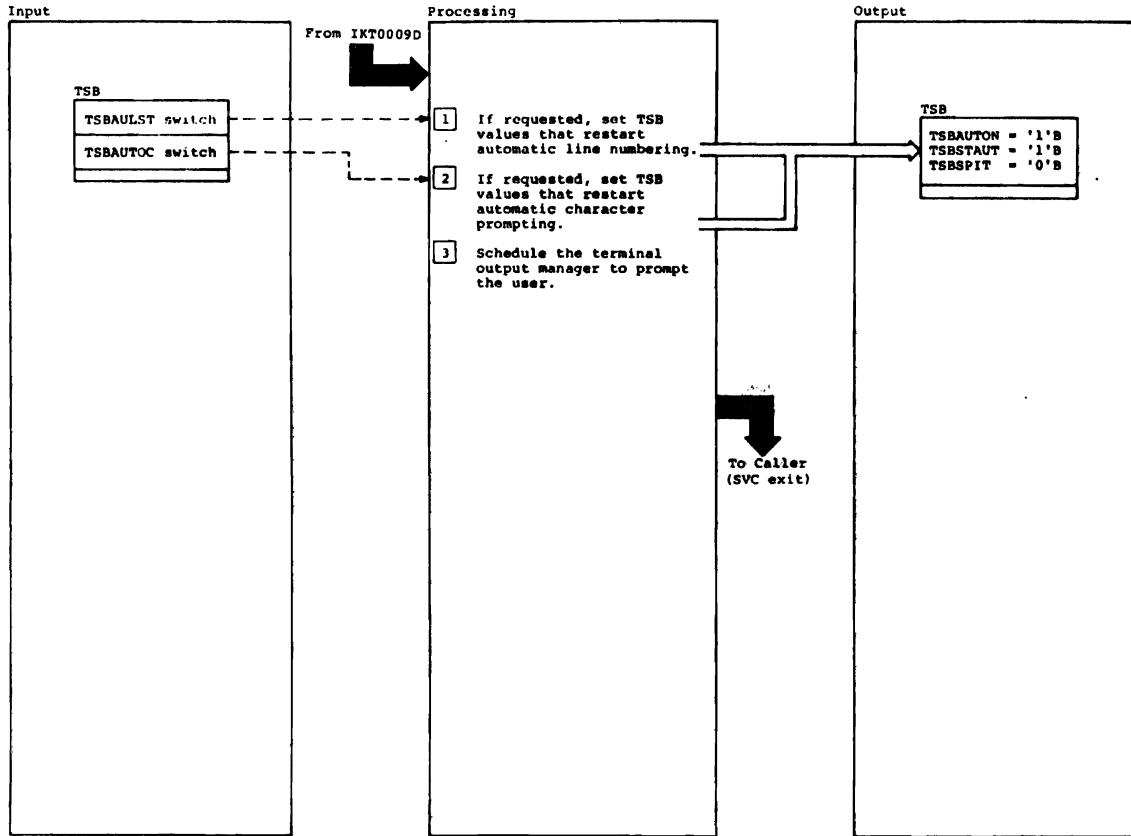 Input
Processing
Output
From IKT0009D
TSB
TSBAULST switch
TSBAUTOC switch
1 If requested, set TSB
values that restart
automatic line numbering.
2 If requested, set TSB
values that restart
automatic character
prompting.
3 Schedule the terminal
output manager to prompt
the user.
TSB
TSBAUTON = '1'B
TSBSTAUT = '1'B
TSBSPIT = '0'B
To Caller
(SVC exit)